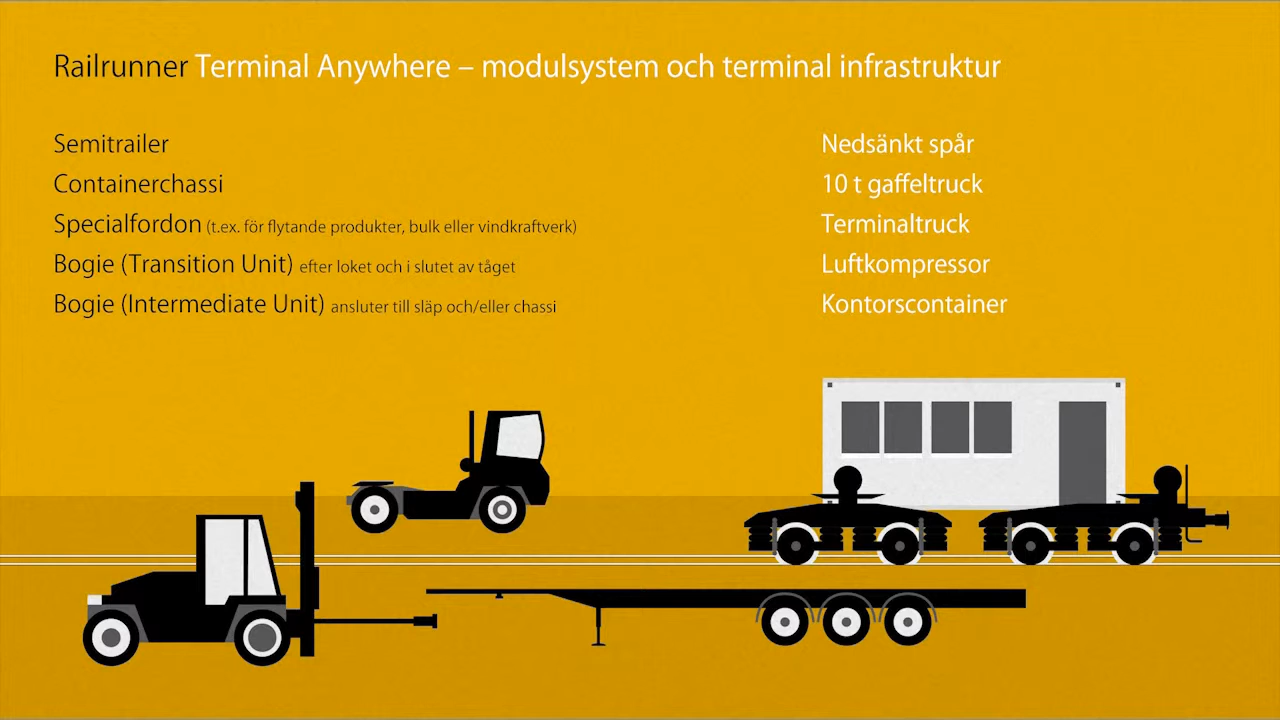 Railrunner Terminal Anywhere – modulsystem och terminal infrastruktur
Semitrailer
Containerchassi
Specialfordon (t.ex. för flytande produkter, bulk eller vindkraftverk)
Bogie (Transition Unit) efter loket och i slutet av tåget
Bogie (Intermediate Unit) ansluter till släp och/eller chassi
Nedsänkt spår
10 t gaffeltruck
Terminaltruck
Luftkompressor
Kontorscontainer